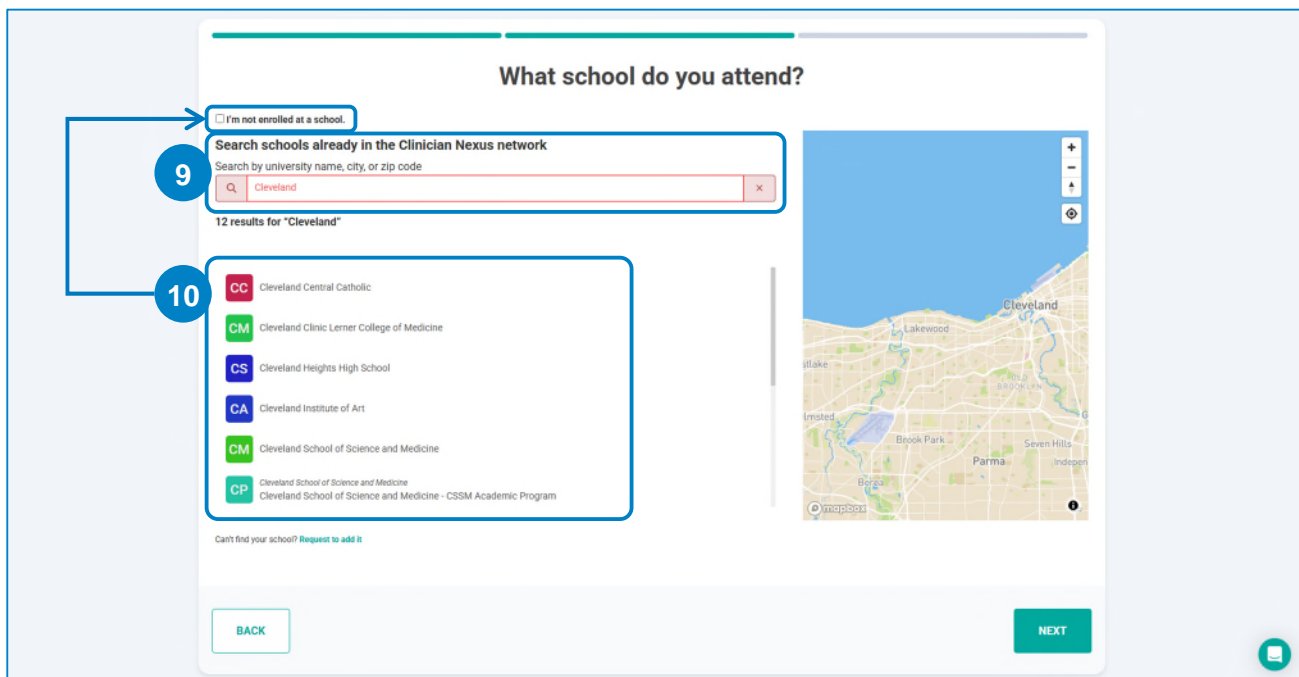 What school do you attend?
I'm not enrolled at a school.
Search schools already in the Clinician Nexus network
9
Search by university name, city, or zip code
Cleveland
×
12 results for "Cleveland"
10
CC Cleveland Central Catholic
CM Cleveland Clinic Lerner College of Medicine
CS Cleveland Heights High School
CA Cleveland Institute of Art
CM Cleveland School of Science and Medicine
CP Cleveland School of Science and Medicine
Cleveland School of Science and Medicine - CSSM Academic Program
Can't find your school? Request to add it
BACK
NEXT
+
−
Cleveland
Lakewood
stlake
OLD
BROOKLYN
Olmsted
Brook Park
Seven Hills
Parma
Indepen
Berea
mapbox